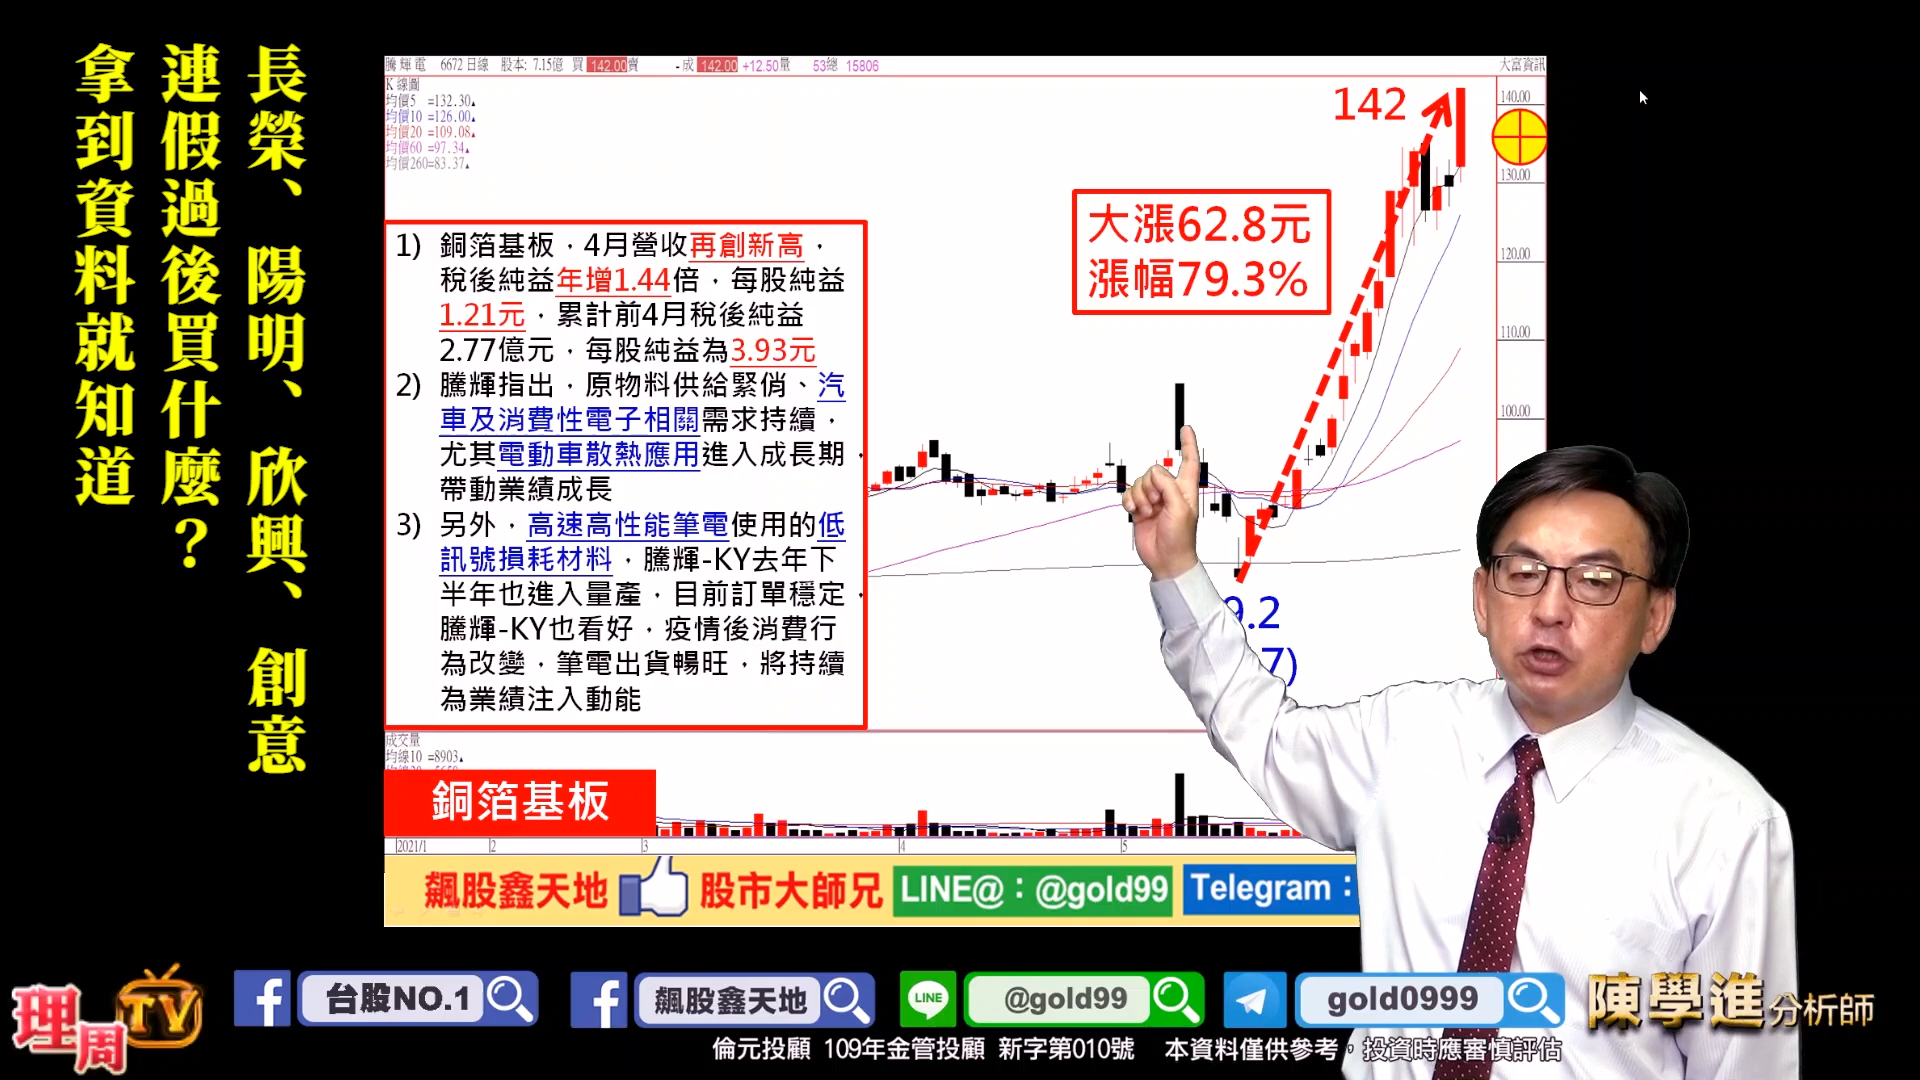 長榮、陽明、欣興、創意
連假過後買什麼？
拿到資料就知道
騰輝電 6672 日線 股本: 7.15億 買 142.00 賣 - 成 142.00 +12.50 量 53 總 15806
大富資訊
K 線圖
均價5 =132.30
均價10 =126.00
均價20 =109.08
均價60 =97.34
均價260=83.37
140.00
130.00
120.00
110.00
100.00
142
大漲62.8元
漲幅79.3%
1) 銅箔基板，4月營收再創新高，
稅後純益年增1.44倍，每股純益
1.21元，累計前4月稅後純益
2.77億元，每股純益為3.93元
2) 騰輝指出，原物料供給緊俏、汽
車及消費性電子相關需求持續，
尤其電動車散熱應用進入成長期，
帶動業績成長
3) 另外，高速高性能筆電使用的低
訊號損耗材料，騰輝-KY去年下
半年也進入量產，目前訂單穩定，
騰輝-KY也看好，疫情後消費行
為改變，筆電出貨暢旺，將持續
為業績注入動能
9.2
7)
成交量
均線10 =8903
銅箔基板
2021/1 2 3 4 5
飆股鑫天地 股市大師兄 LINE@：@gold99 Telegram：
理周TV
台股NO.1 飆股鑫天地 LINE @gold99 gold0999
陳學進分析師
倫元投顧 109年金管投顧 新字第010號 本資料僅供參考，投資時應審慎評估